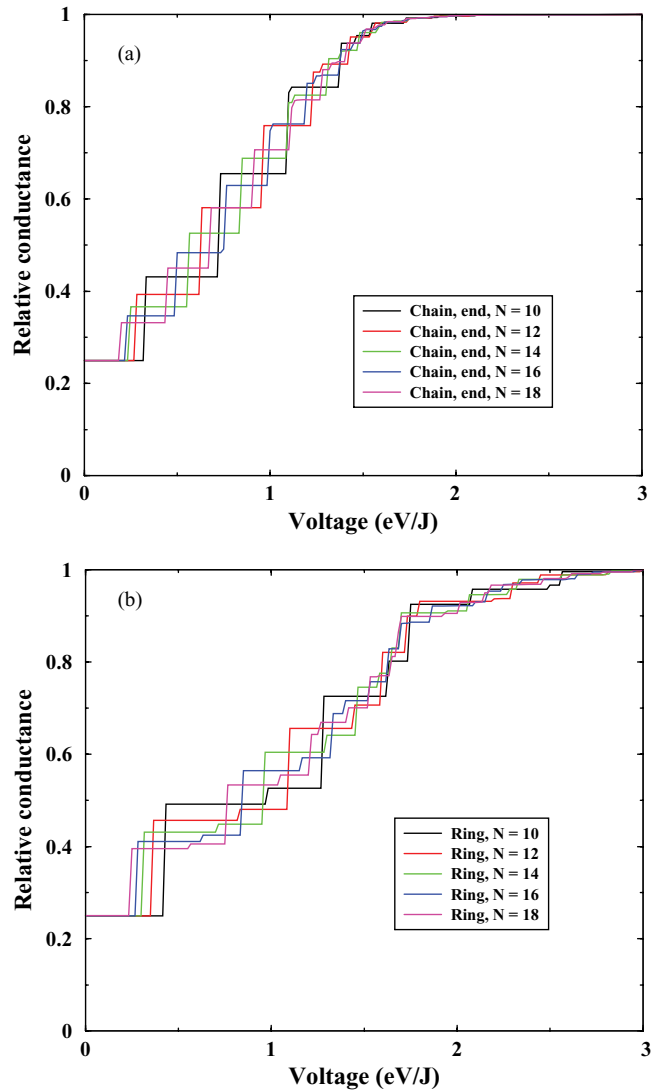 1
(a)
0.8
0.6
Relative conductance
Chain, end, N = 10
Chain, end, N = 12
0.4
Chain, end, N = 14
Chain, end, N = 16
Chain, end, N = 18
0.2
0
0 1 2 3
Voltage (eV/J)
1
(b)
0.8
0.6
Relative conductance
Ring, N = 10
Ring, N = 12
0.4
Ring, N = 14
Ring, N = 16
Ring, N = 18
0.2
0
0 1 2 3
Voltage (eV/J)